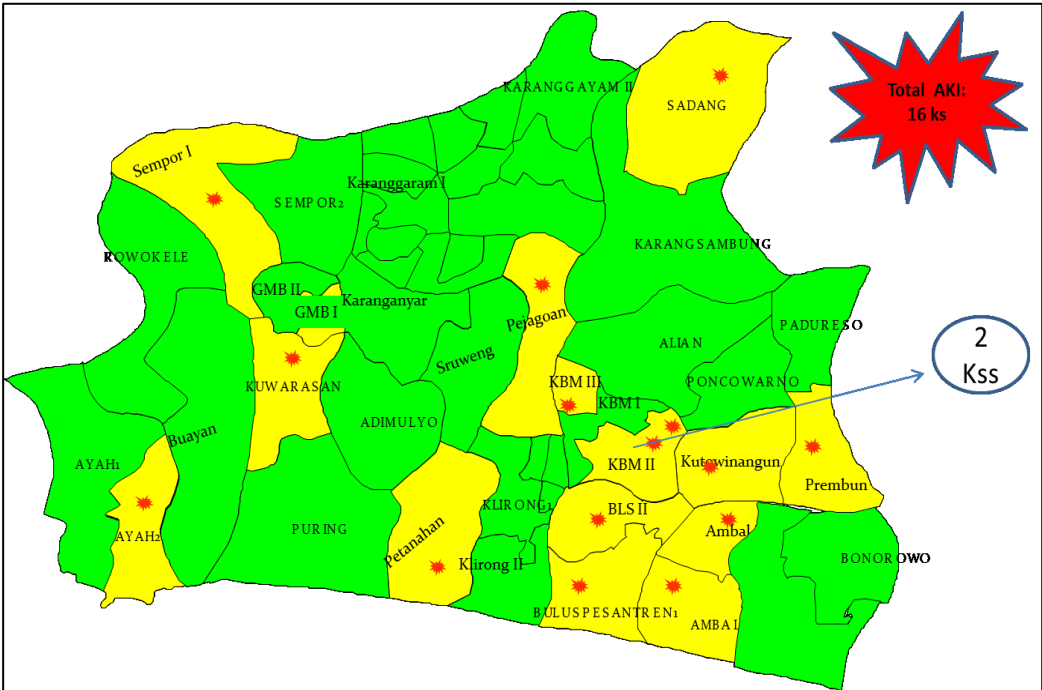 KARANGGAYAM II
SADANG
Total AKI:
16 ks
Sempor I
Karanggaram I
SEMPOR2
ROWOKELE
KARANGSAMBUNG
GMB II
GMB I
Karanganyar
Pejagoan
PADURESO
Sruweng
ALIAN
2
Kss
KUWARASAN
KBM III
PONCOWARNO
KBM I
ADIMULYO
Buayan
AYAH1
KBM II
Kutowinangun
Prembun
KLIRONG1
BLS II
PURING
Petanahan
Ambal
AYAH2
Klirong II
BONOROWO
BULUSPESANTREN1
AMBAL